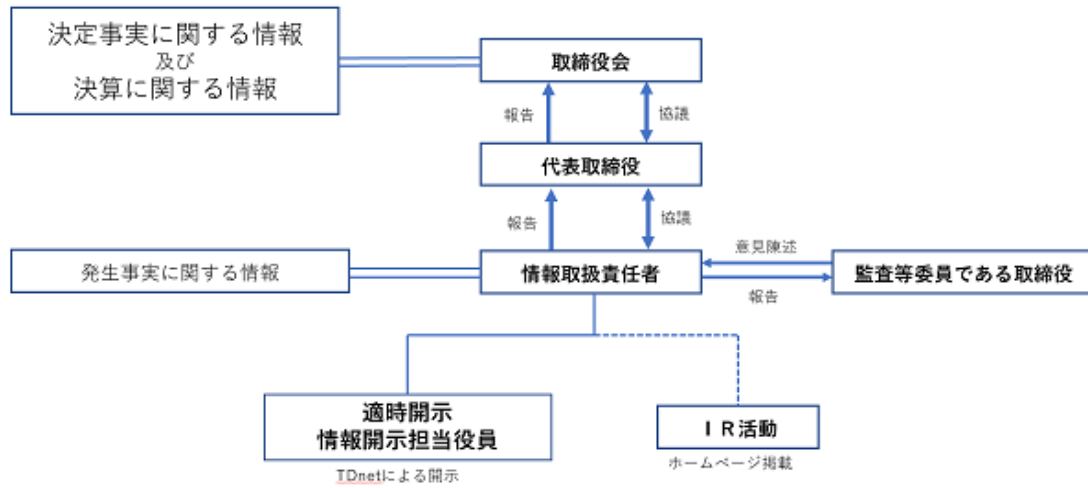 決定事実に関する情報
及び
決算に関する情報
取締役会
報告
協議
代表取締役
報告
協議
発生事実に関する情報
情報取扱責任者
意見陳述
報告
監査等委員である取締役
適時開示
情報開示担当役員
TDnetによる開示
ＩＲ活動
ホームページ掲載